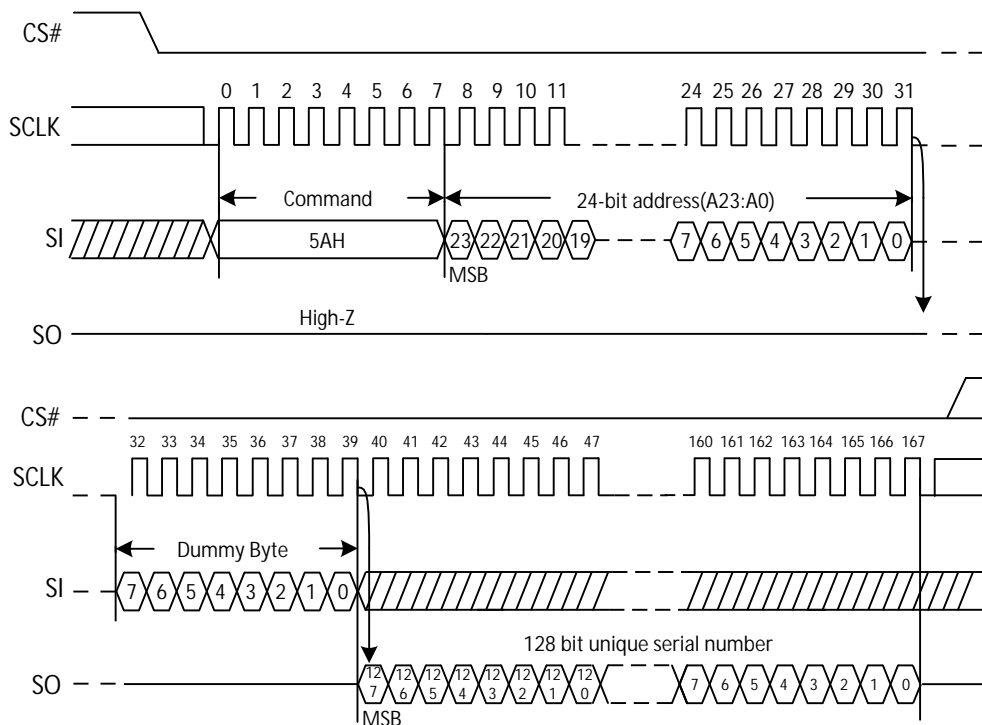 CS#
0 1 2 3 4 5 6 7 8 9 10 11 24 25 26 27 28 29 30 31
SCLK
Command 24-bit address(A23:A0)
SI 5AH 23 22 21 20 19 7 6 5 4 3 2 1 0
MSB
High-Z
SO
CS#
32 33 34 35 36 37 38 39 40 41 42 43 44 45 46 47 160 161 162 163 164 165 166 167
SCLK
Dummy Byte
SI 7 6 5 4 3 2 1 0
128 bit unique serial number
SO 127 126 125 124 123 122 121 120 7 6 5 4 3 2 1 0
MSB